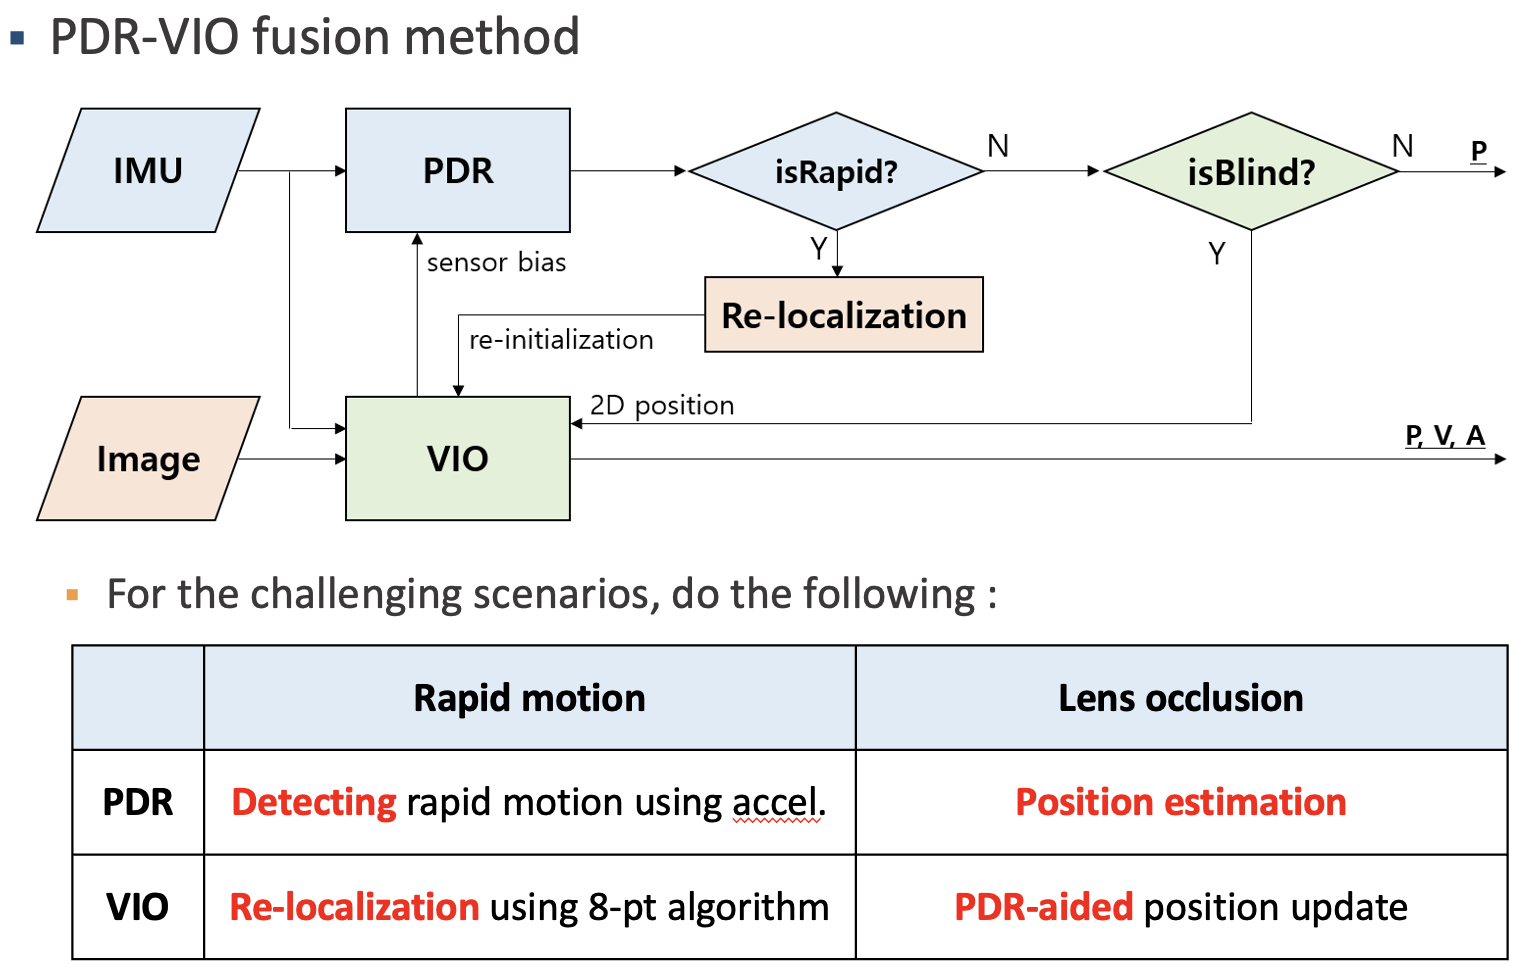 PDR-VIO fusion method
IMU
PDR
isRapid?
N
isBlind?
N
P
Y
Y
sensor bias
Re-localization
re-initialization
2D position
Image
VIO
P, V, A
For the challenging scenarios, do the following :
Rapid motion
Lens occlusion
PDR
Detecting rapid motion using accel.
Position estimation
VIO
Re-localization using 8-pt algorithm
PDR-aided position update